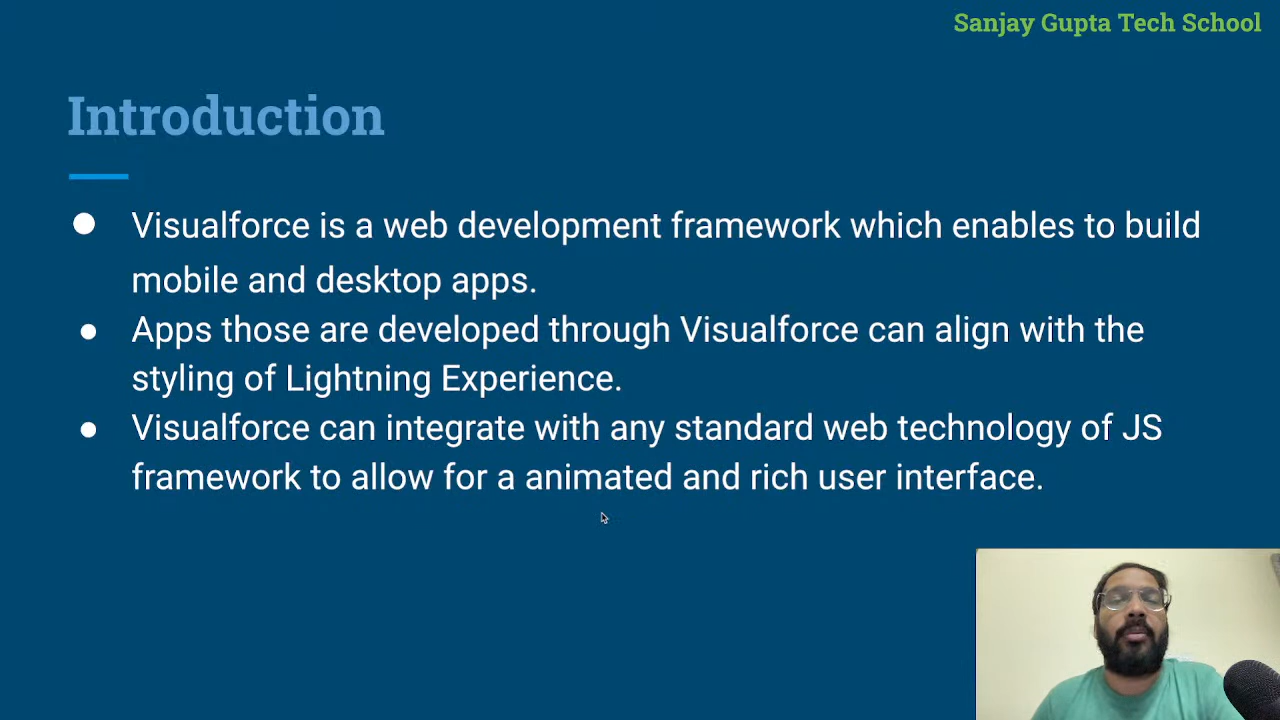 Sanjay Gupta Tech School
Introduction
● Visualforce is a web development framework which enables to build
mobile and desktop apps.
● Apps those are developed through Visualforce can align with the
styling of Lightning Experience.
● Visualforce can integrate with any standard web technology of JS
framework to allow for a animated and rich user interface.